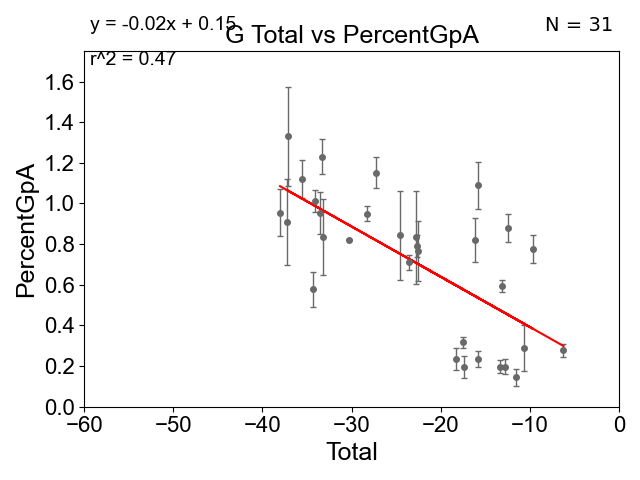 y = -0.02x + 0.15
G Total vs PercentGpA
N = 31
r^2 = 0.47
PercentGpA
1.6
1.4
1.2
1.0
0.8
0.6
0.4
0.2
0.0
−60
−50
−40
−30
−20
−10
0
Total